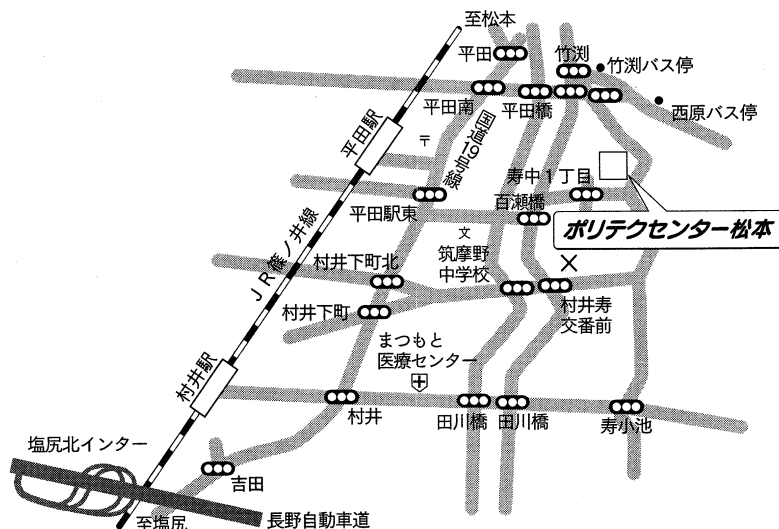 至松本
平田
竹渕
竹渕バス停
平田南
平田橋
西原バス停
平田駅
〒
国道19号線
寿中1丁目
百瀬橋
平田駅東
ポリテクセンター松本
文
筑摩野
中学校
JR篠ノ井線
村井下町北
村井下町
村井寿
交番前
まつもと
医療センター
村井駅
村井
田川橋
田川橋
寿小池
塩尻北インター
吉田
至塩尻
長野自動車道